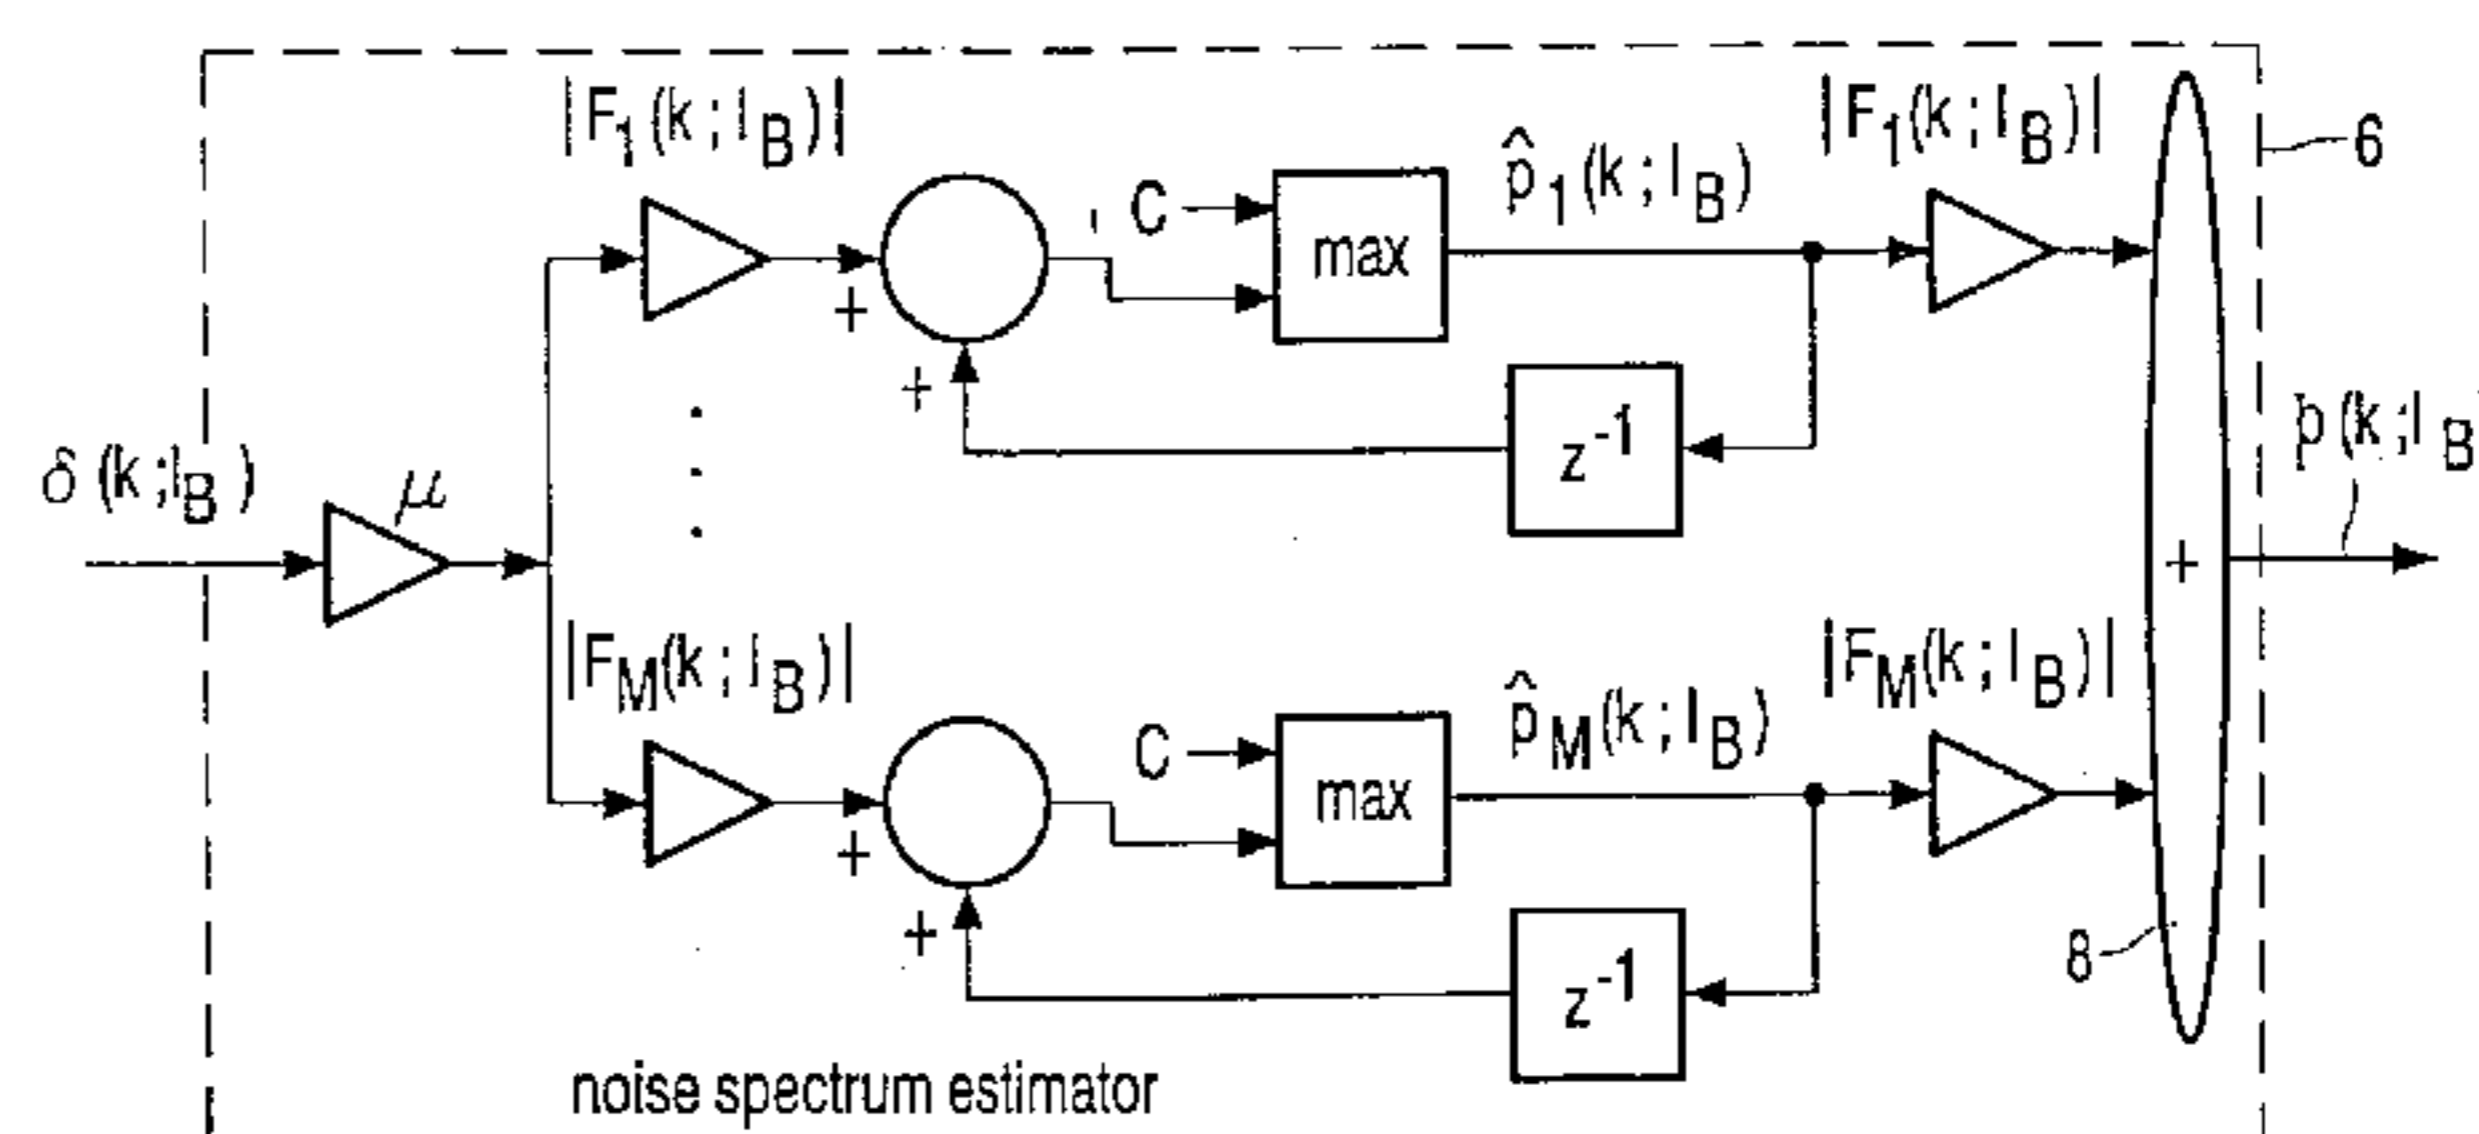 |F1(k;lB)|
C
max
p̂1(k;lB)
|F1(k;lB)|
6
+
+
z-1
δ(k;lB)
μ
p(k;lB
+
|FM(k;lB)|
C
max
p̂M(k;lB)
|FM(k;lB)|
+
+
z-1
8
noise spectrum estimator